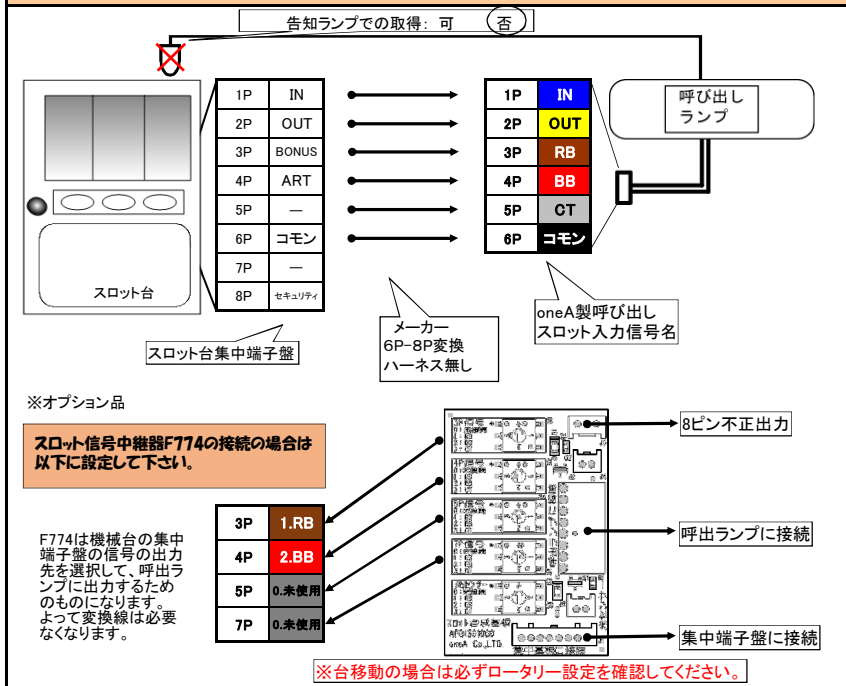 告知ランプでの取得: 可 否
1P IN
2P OUT
3P BONUS
4P ART
5P —
6P コモン
7P —
8P セキュリティ
1P IN
2P OUT
3P RB
4P BB
5P CT
6P コモン
呼び出し
ランプ
スロット台
スロット台集中端子盤
メーカー
6P-8P変換
ハーネス無し
oneA製呼び出し
スロット入力信号名
※オプション品
スロット信号中継器F774の接続の場合は
以下に設定して下さい。
F774は機械台の集中
端子盤の信号の出力
先を選択して、呼出ラ
ンプに出力するため
のものになります。
よって変換線は必要
なくなります。
3P 1.RB
4P 2.BB
5P 0.未使用
7P 0.未使用
8ピン不正出力
呼出ランプに接続
集中端子盤に接続
oneA Co.,LTD.
※台移動の場合は必ずロータリー設定を確認してください。